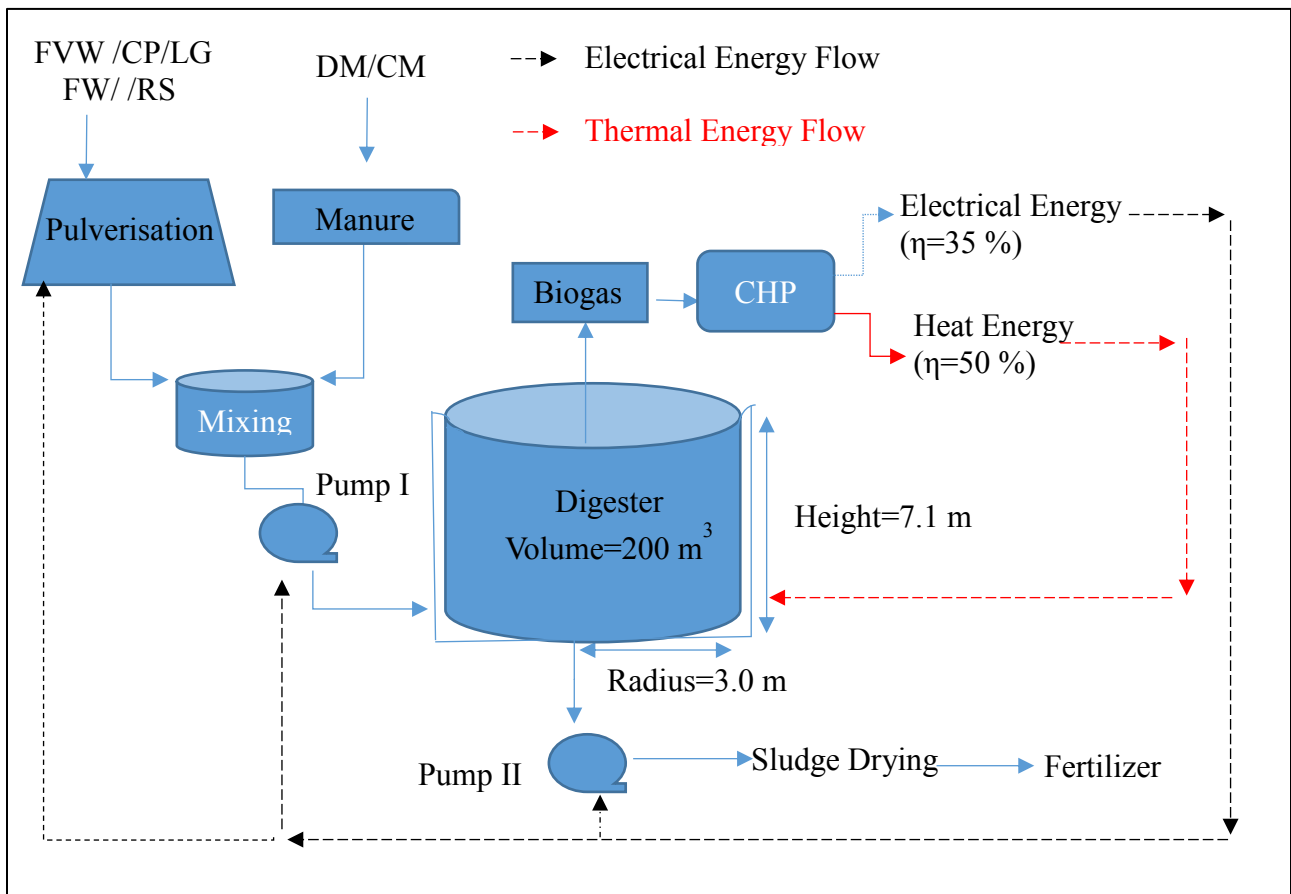 FVW /CP/LG
FW/ /RS
DM/CM
Electrical Energy Flow
Thermal Energy Flow
Pulverisation
Manure
Electrical Energy
(η=35 %)
Biogas
CHP
Heat Energy
(η=50 %)
Mixing
Pump I
Digester
Volume=200 m³
Height=7.1 m
Radius=3.0 m
Pump II
Sludge Drying
Fertilizer